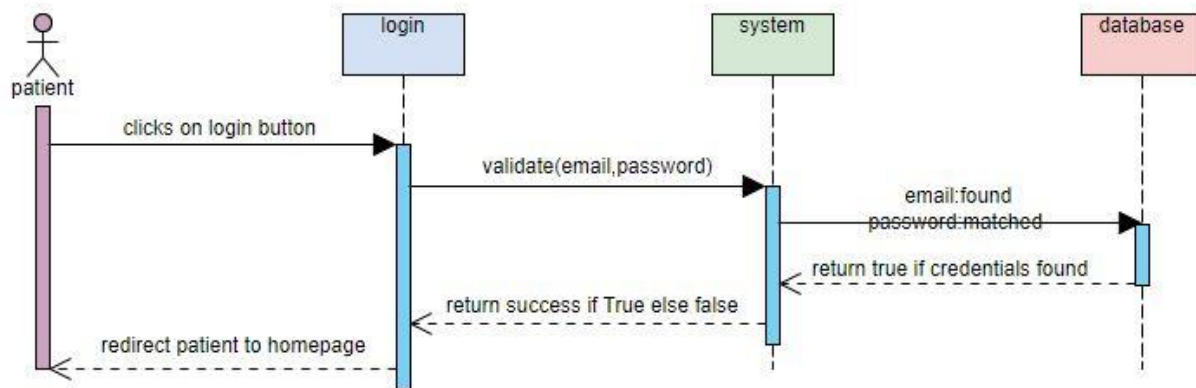 login
system
database
patient
clicks on login button
validate(email,password)
email:found
password:matched
return true if credentials found
return success if True else false
redirect patient to homepage